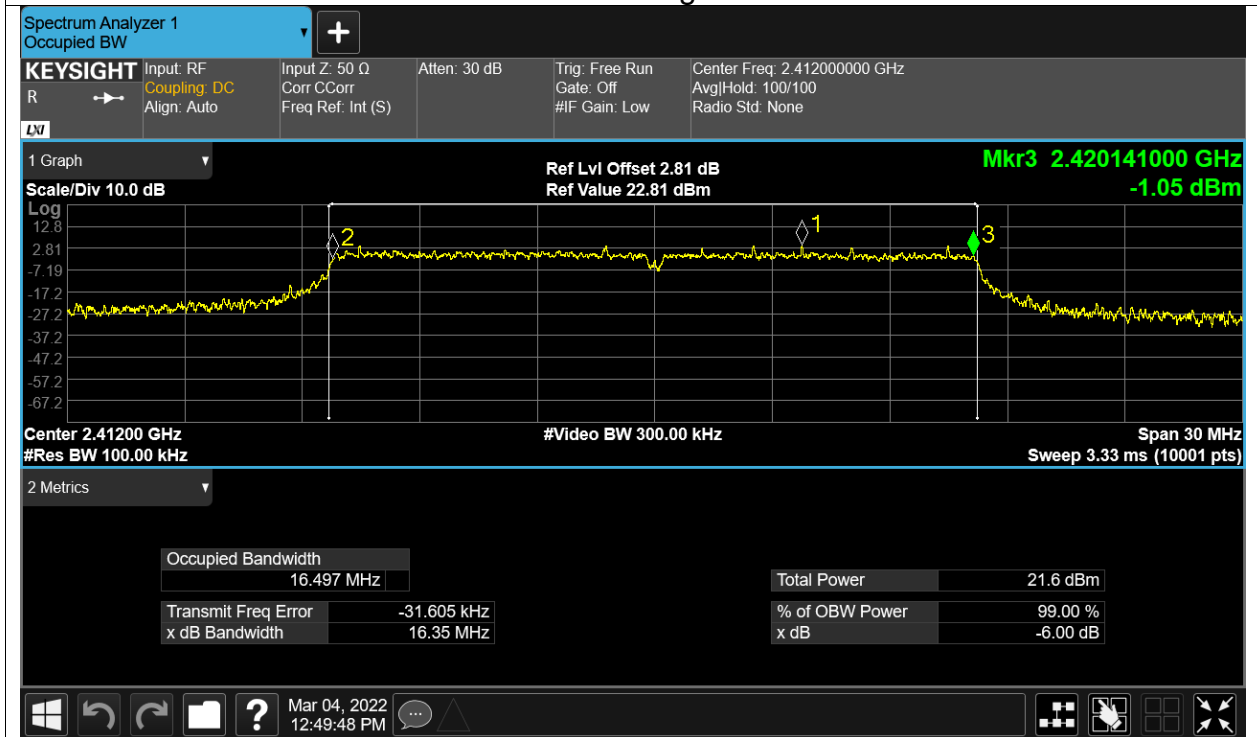 Spectrum Analyzer 1
Occupied BW
▼
+
KEYSIGHT
R
LXI
Input: RF
Coupling: DC
Align: Auto
Input Z: 50 Ω
Corr CCorr
Freq Ref: Int (S)
Atten: 30 dB
Trig: Free Run
Gate: Off
#IF Gain: Low
Center Freq: 2.412000000 GHz
Avg|Hold: 100/100
Radio Std: None
1 Graph ▼
Scale/Div 10.0 dB
Ref Lvl Offset 2.81 dB
Ref Value 22.81 dBm
Mkr3 2.420141000 GHz
-1.05 dBm
Log
12.8
2.81
-7.19
-17.2
-27.2
-37.2
-47.2
-57.2
-67.2
2
1
3
Center 2.41200 GHz
#Res BW 100.00 kHz
#Video BW 300.00 kHz
Span 30 MHz
Sweep 3.33 ms (10001 pts)
2 Metrics ▼
Occupied Bandwidth
16.497 MHz
Transmit Freq Error -31.605 kHz
x dB Bandwidth 16.35 MHz
Total Power 21.6 dBm
% of OBW Power 99.00 %
x dB -6.00 dB
?
Mar 04, 2022
12:49:48 PM